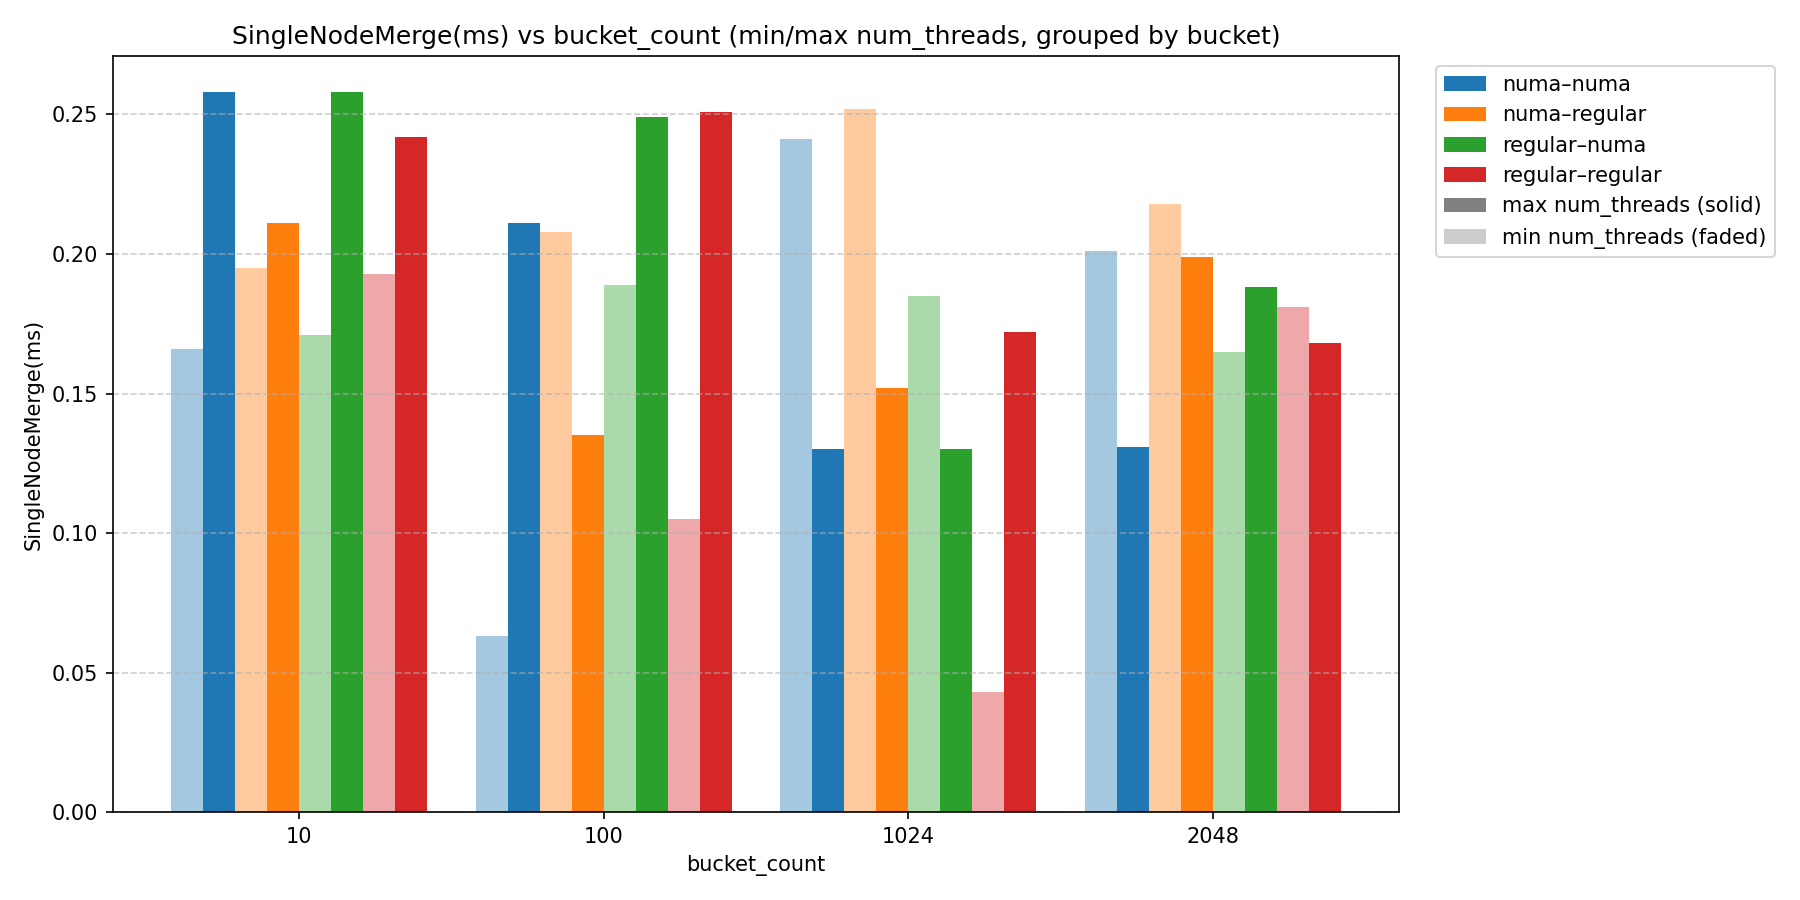 SingleNodeMerge(ms) vs bucket_count (min/max num_threads, grouped by bucket)
numa–numa
numa–regular
regular–numa
regular–regular
max num_threads (solid)
min num_threads (faded)
SingleNodeMerge(ms)
0.25
0.20
0.15
0.10
0.05
0.00
10 100 1024 2048
bucket_count